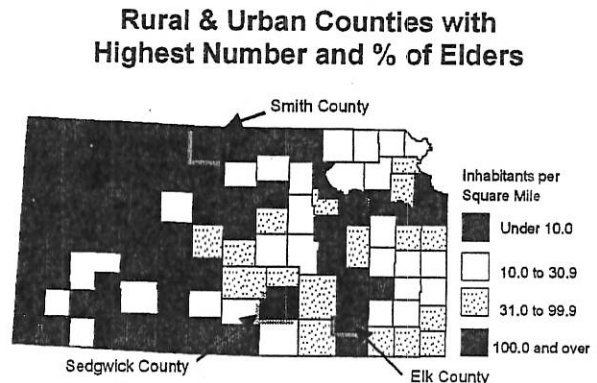 Rural & Urban Counties with
Highest Number and % of Elders
Smith County
Inhabitants per
Square Mile
Under 10.0
10.0 to 30.9
31.0 to 99.9
100.0 and over
Sedgwick County
Elk County